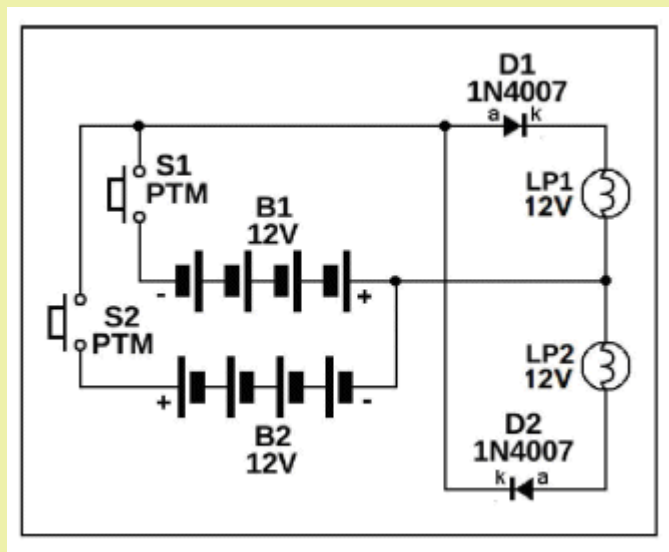 D1
1N4007
a k
S1
PTM
LP1
12V
B1
12V
- +
S2
PTM
LP2
12V
+ -
B2
12V
D2
1N4007
k a